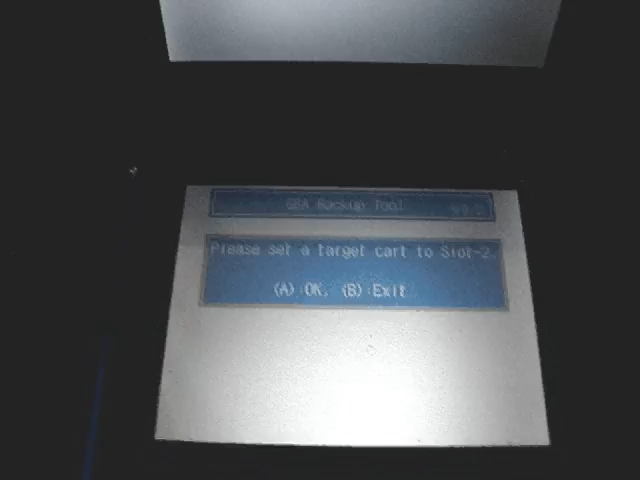 GBA Backup Tool
Please set a target cart to Slot-2.
(A):OK, (B):Exit